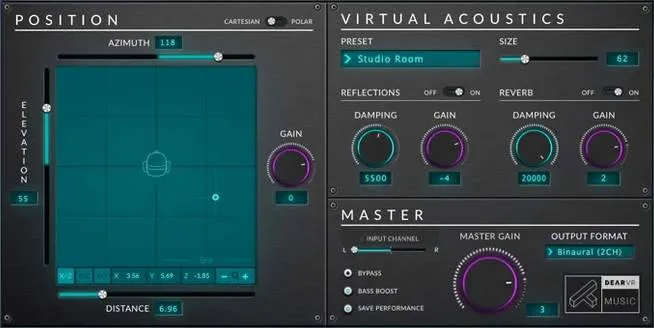 POSITION
CARTESIAN POLAR
AZIMUTH 118
ELEVATION
55
GAIN
0
X/Z
X 3.56 Y 5.69 Z -1.85 − +
DISTANCE 6.96
VIRTUAL ACOUSTICS
PRESET
Studio Room
SIZE
62
REFLECTIONS OFF ON
REVERB OFF ON
DAMPING
5500
GAIN
-4
DAMPING
20000
GAIN
2
MASTER
INPUT CHANNEL
L R
BYPASS
BASS BOOST
SAVE PERFORMANCE
MASTER GAIN
3
OUTPUT FORMAT
Binaural (2CH)
DEARVR
MUSIC